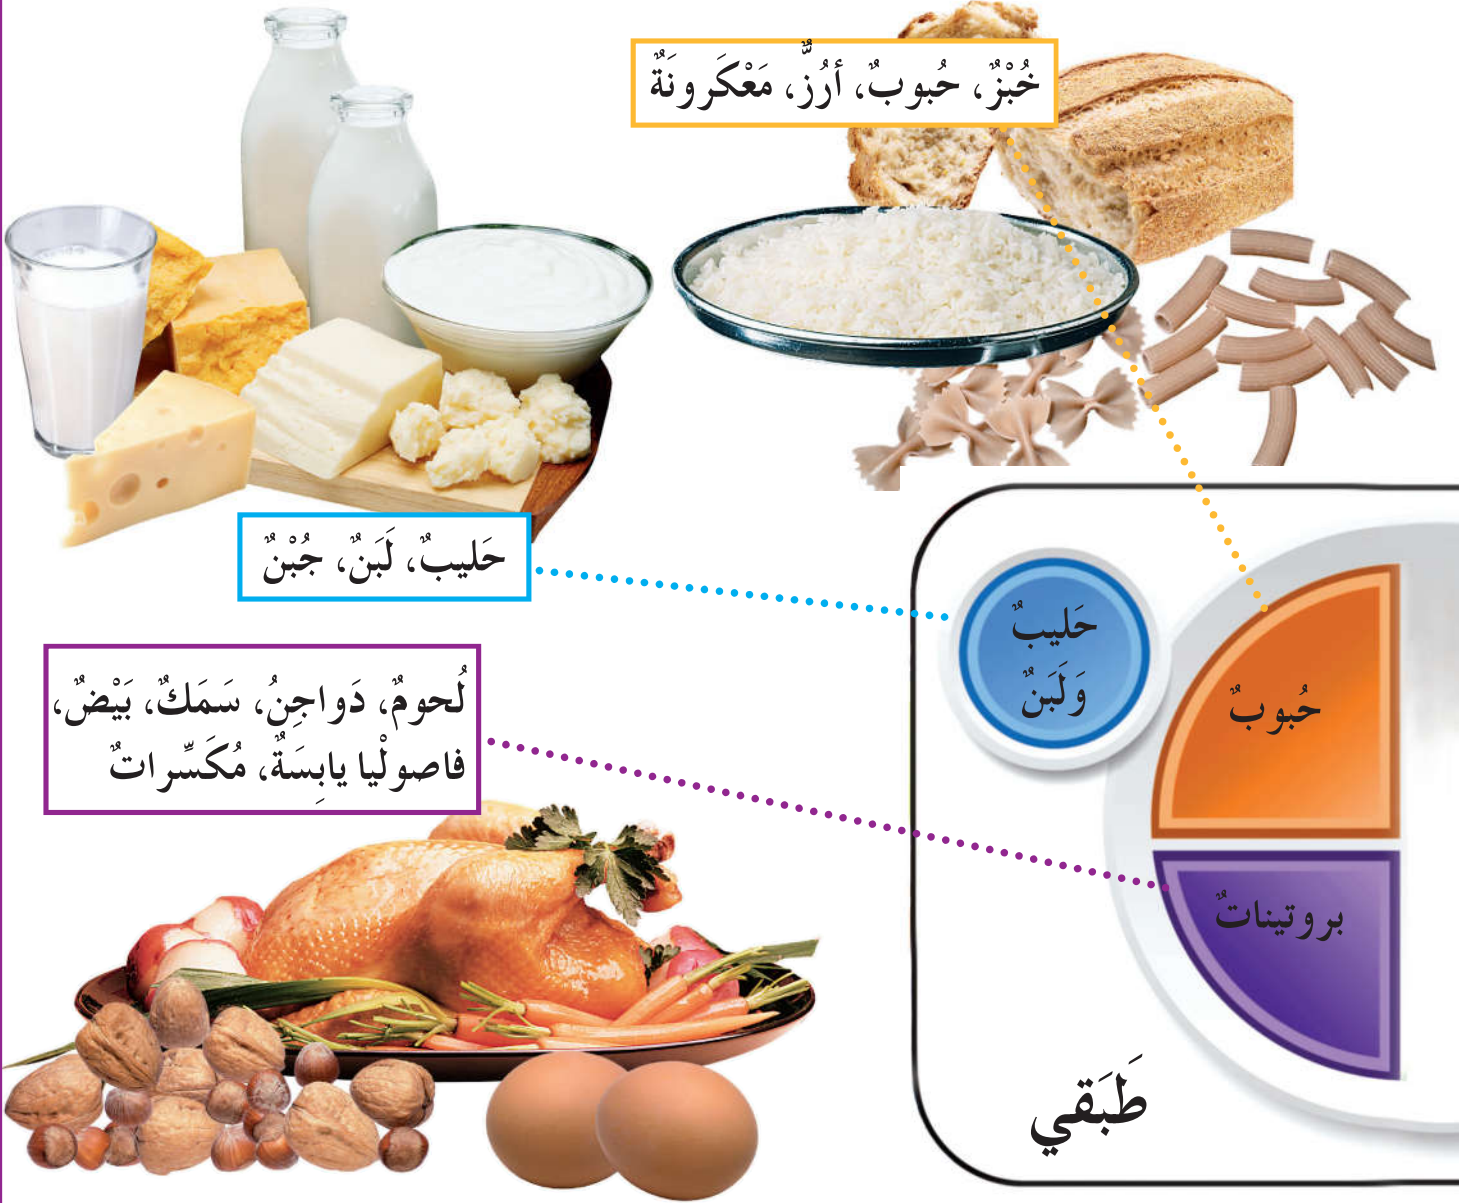 خُبْزٌ، حُبوبٌ، أرُزٌّ، مَعْكَرونَةٌ
حَليبٌ، لَبَنٌ، جُبْنٌ
حَليبٌ
وَلَبَنٌ
حُبوبٌ
لُحومٌ، دَواجِنُ، سَمَكٌ، بَيْضٌ،
فاصولْيا يابِسَةٌ، مُكَسِّراتٌ
بروتيناتٌ
طَبَقي